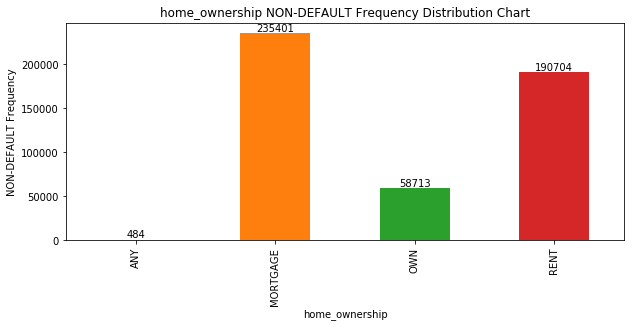 home_ownership NON-DEFAULT Frequency Distribution Chart
NON-DEFAULT Frequency
200000
150000
100000
50000
0
484
235401
58713
190704
ANY
MORTGAGE
OWN
RENT
home_ownership